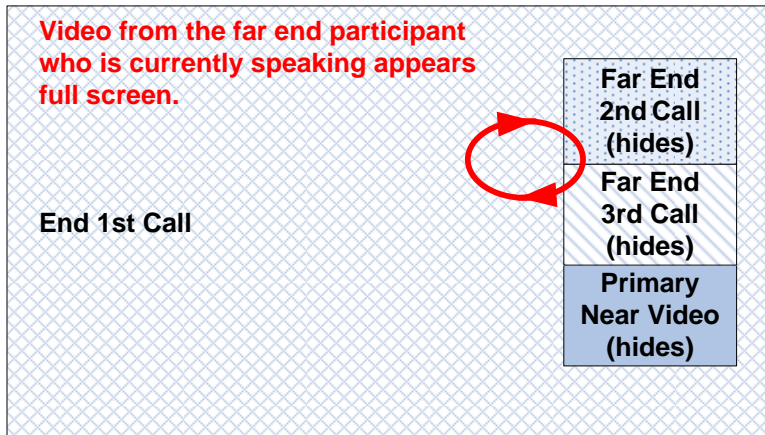 Video from the far end participant
who is currently speaking appears
full screen.
End 1st Call
Far End
2nd Call
(hides)
Far End
3rd Call
(hides)
Primary
Near Video
(hides)